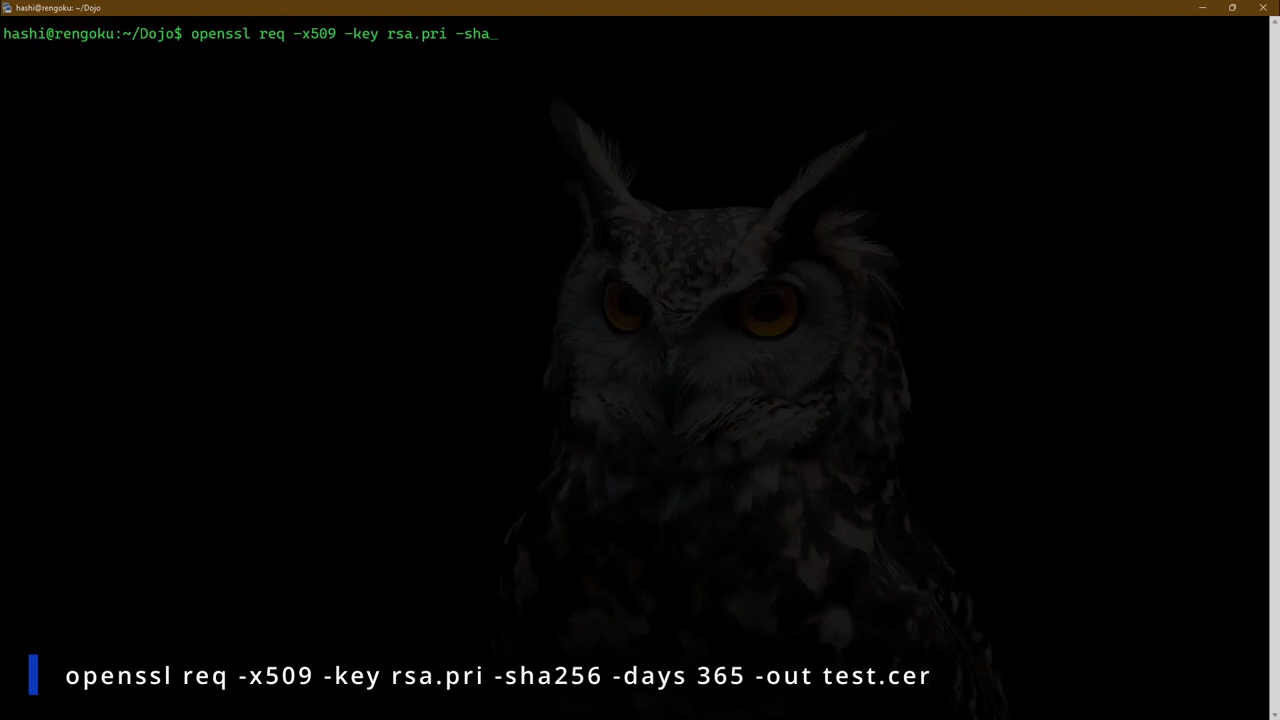 hashi@rengoku: ~/Dojo
hashi@rengoku:~/Dojo$ openssl req -x509 -key rsa.pri -sha_
openssl req -x509 -key rsa.pri -sha256 -days 365 -out test.cer